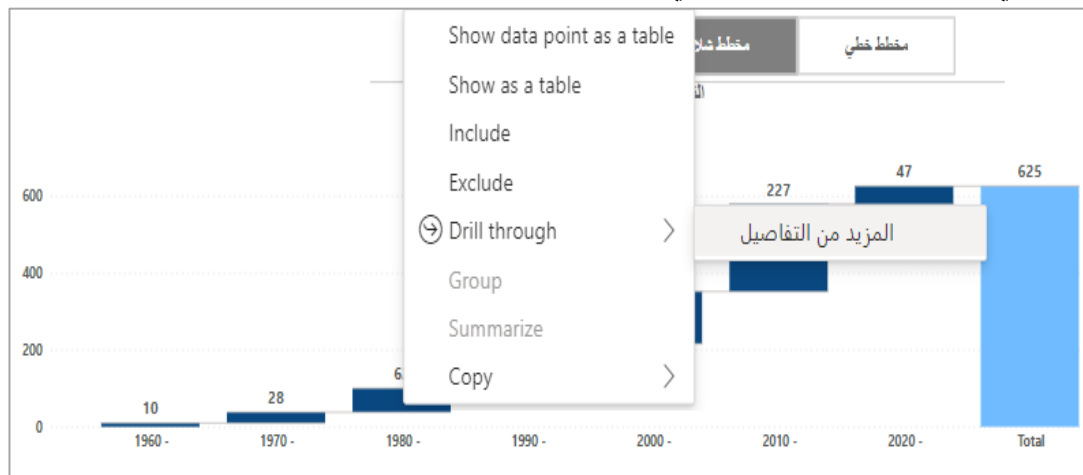 Show data point as a table
Show as a table
Include
Exclude
Drill through
Group
Summarize
Copy
المزيد من التفاصيل
مخطط
مخطط خطي
600
400
200
0
10
28
227
47
625
1960 -
1970 -
1980 -
1990 -
2000 -
2010 -
2020 -
Total